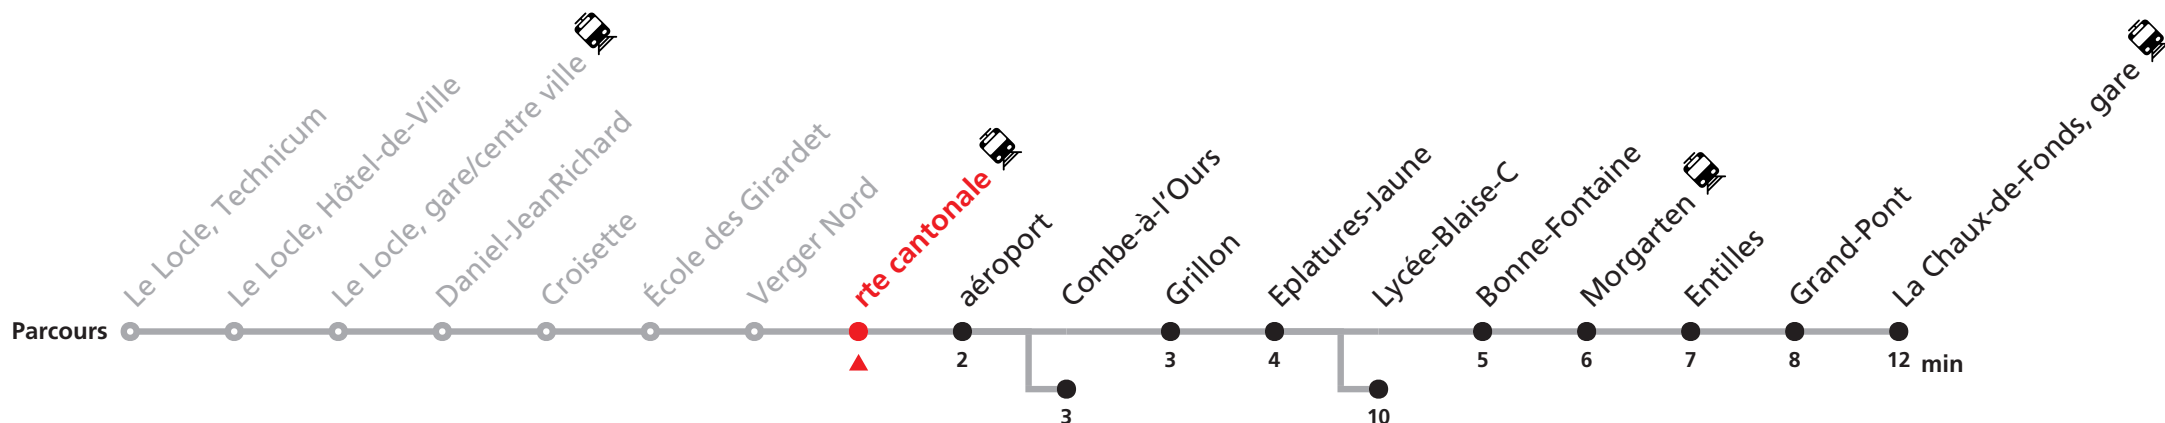 Le Locle, Technicum
Le Locle, Hôtel-de-Ville
Le Locle, gare/centre ville
Daniel-JeanRichard
Croisette
École des Girardet
Verger Nord
rte cantonale
aéroport
Combe-à-l'Ours
Grillon
Eplatures-Jaune
Lycée-Blaise-C
Bonne-Fontaine
Morgarten
Entilles
Grand-Pont
La Chaux-de-Fonds, gare
Parcours
2 3 4 5 6 7 8 12 min
3 10